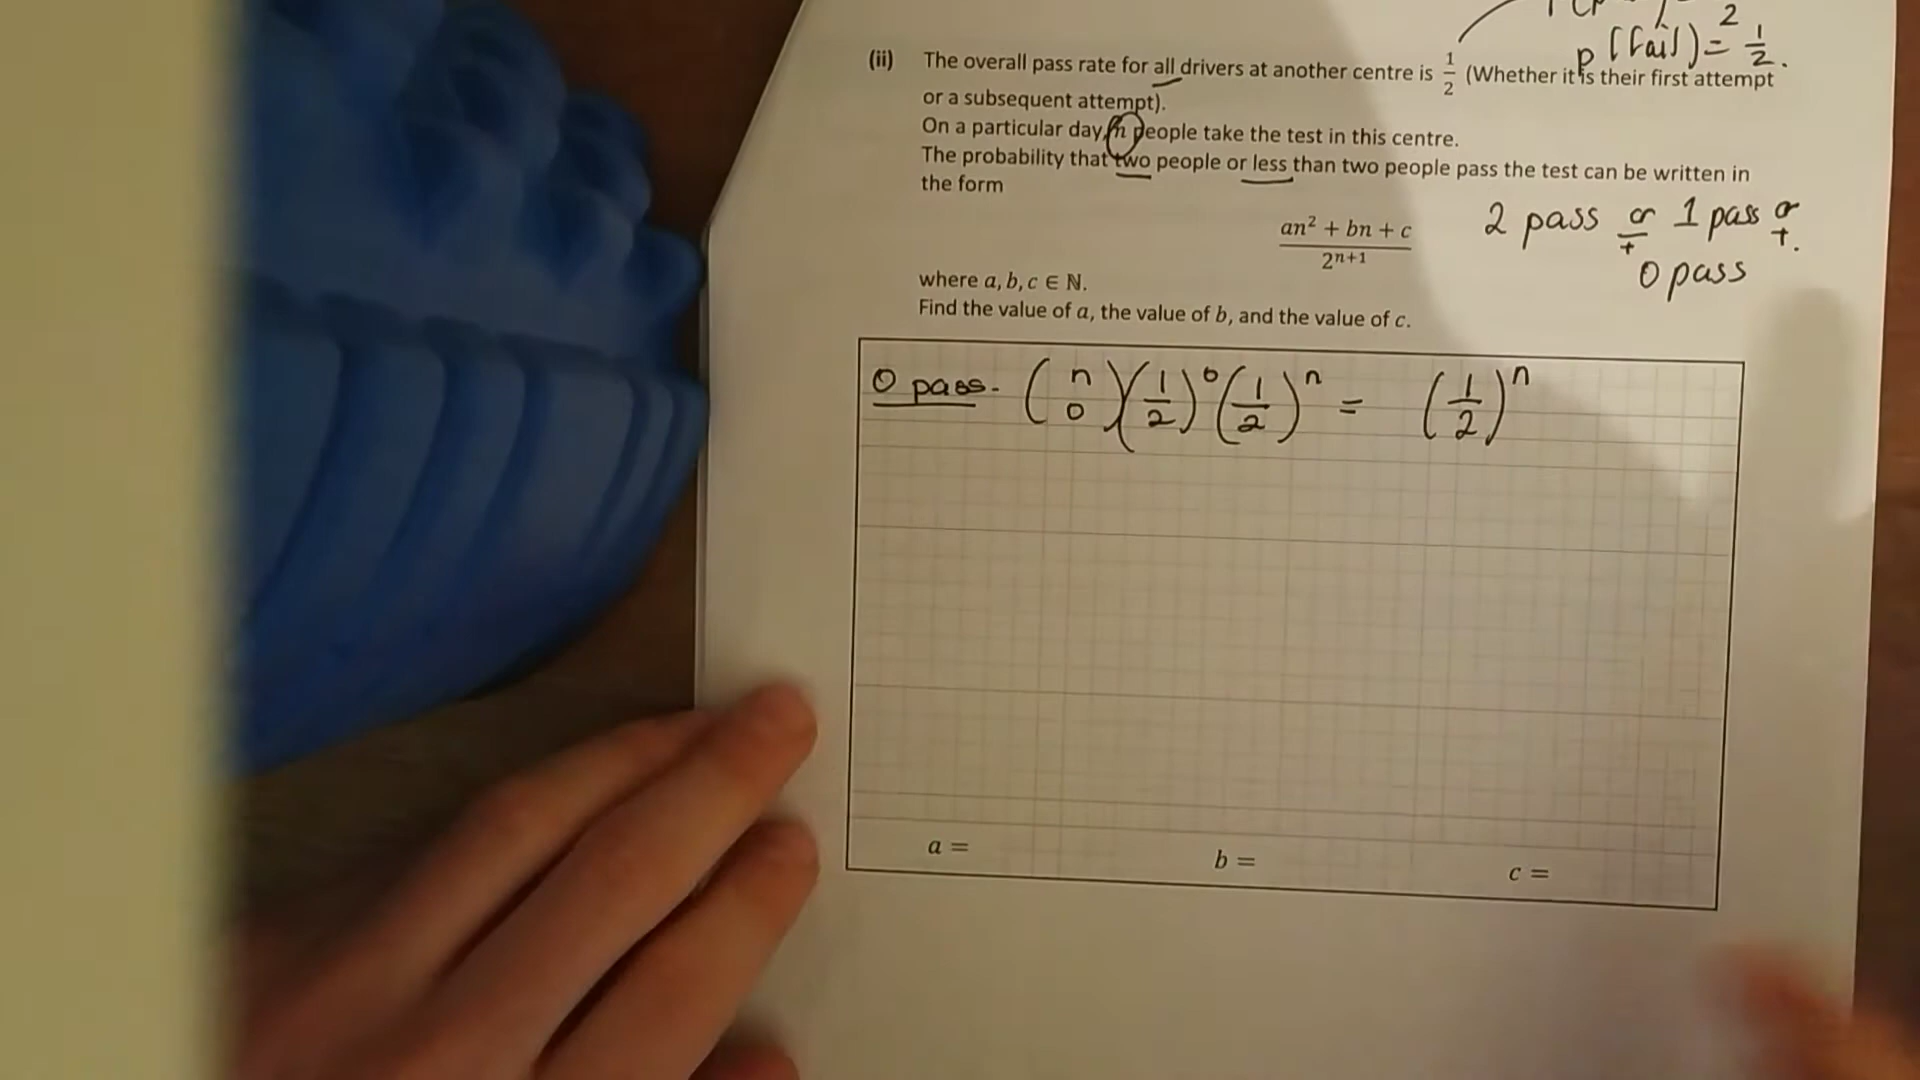 2
P(Fail) = 1/2.
(ii) The overall pass rate for all drivers at another centre is 1/2 (Whether it is their first attempt
or a subsequent attempt).
On a particular day, n people take the test in this centre.
The probability that two people or less than two people pass the test can be written in
the form
an² + bn + c
2ⁿ⁺¹
2 pass or 1 pass or
+ +.
0 pass
where a, b, c ∈ ℕ.
Find the value of a, the value of b, and the value of c.
0 pass - (n 0)(1/2)⁰(1/2)ⁿ = (1/2)ⁿ
a = b = c =